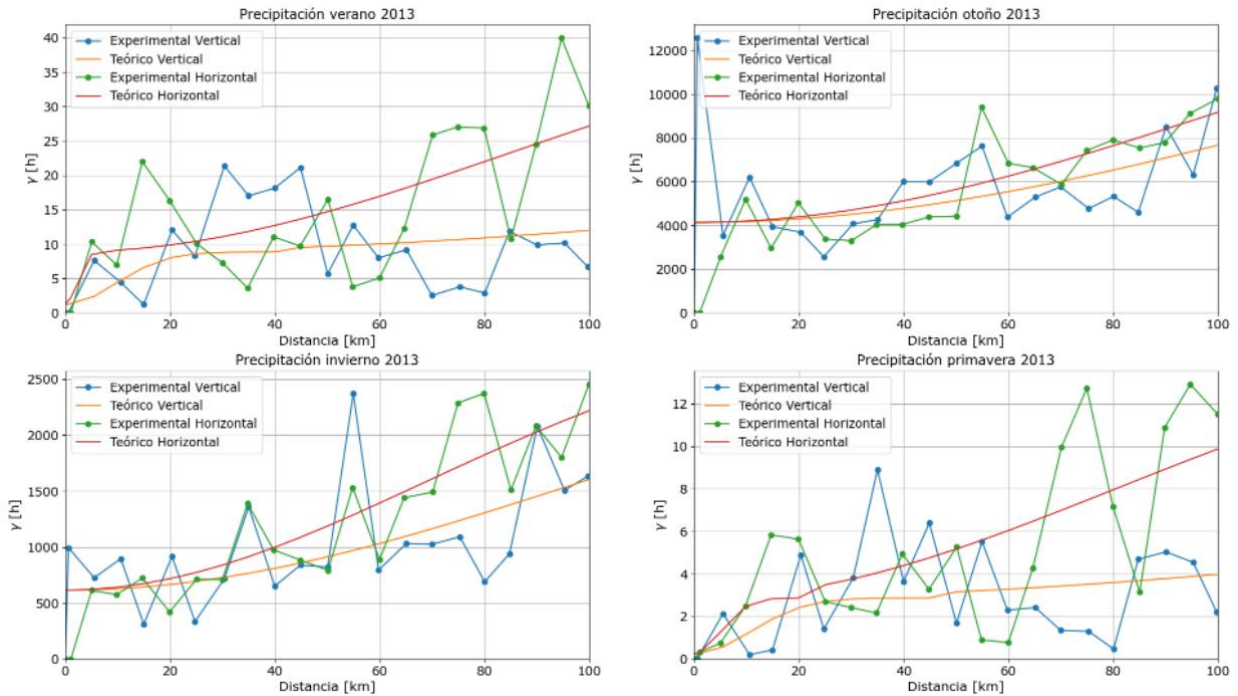 Precipitación verano 2013
40
35
30
25
20
15
10
5
0
γ [h]
Experimental Vertical
Teórico Vertical
Experimental Horizontal
Teórico Horizontal
0 20 40 60 80 100
Distancia [km]
Precipitación otoño 2013
12000
10000
8000
6000
4000
2000
0
γ [h]
Experimental Vertical
Teórico Vertical
Experimental Horizontal
Teórico Horizontal
0 20 40 60 80 100
Distancia [km]
Precipitación invierno 2013
2500
2000
1500
1000
500
0
γ [h]
Experimental Vertical
Teórico Vertical
Experimental Horizontal
Teórico Horizontal
0 20 40 60 80 100
Distancia [km]
Precipitación primavera 2013
12
10
8
6
4
2
0
γ [h]
Experimental Vertical
Teórico Vertical
Experimental Horizontal
Teórico Horizontal
0 20 40 60 80 100
Distancia [km]